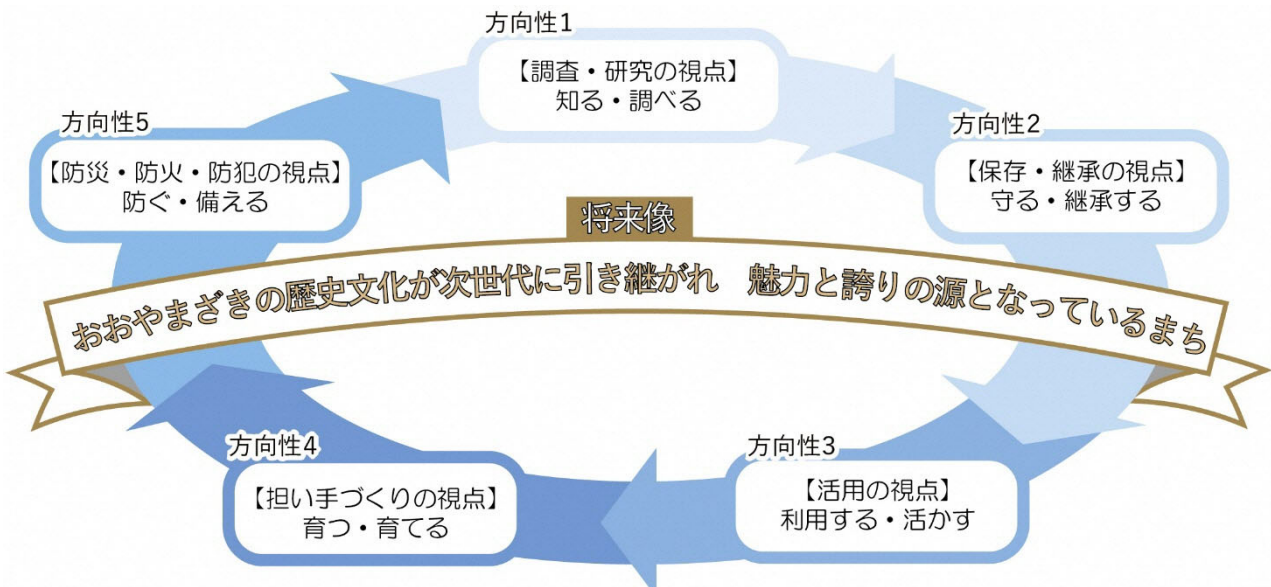 方向性1
【調査・研究の視点】
知る・調べる
方向性2
【保存・継承の視点】
守る・継承する
方向性5
【防災・防火・防犯の視点】
防ぐ・備える
将来像
おおやまざきの歴史文化が次世代に引き継がれ　魅力と誇りの源となっているまち
方向性3
【活用の視点】
利用する・活かす
方向性4
【担い手づくりの視点】
育つ・育てる